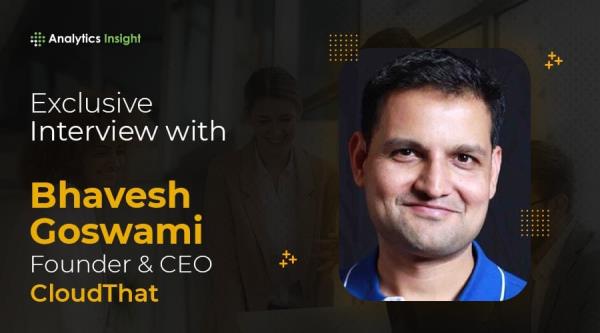 Analytics Insight
Exclusive
Interview with
Bhavesh
Goswami
Founder & CEO
CloudThat